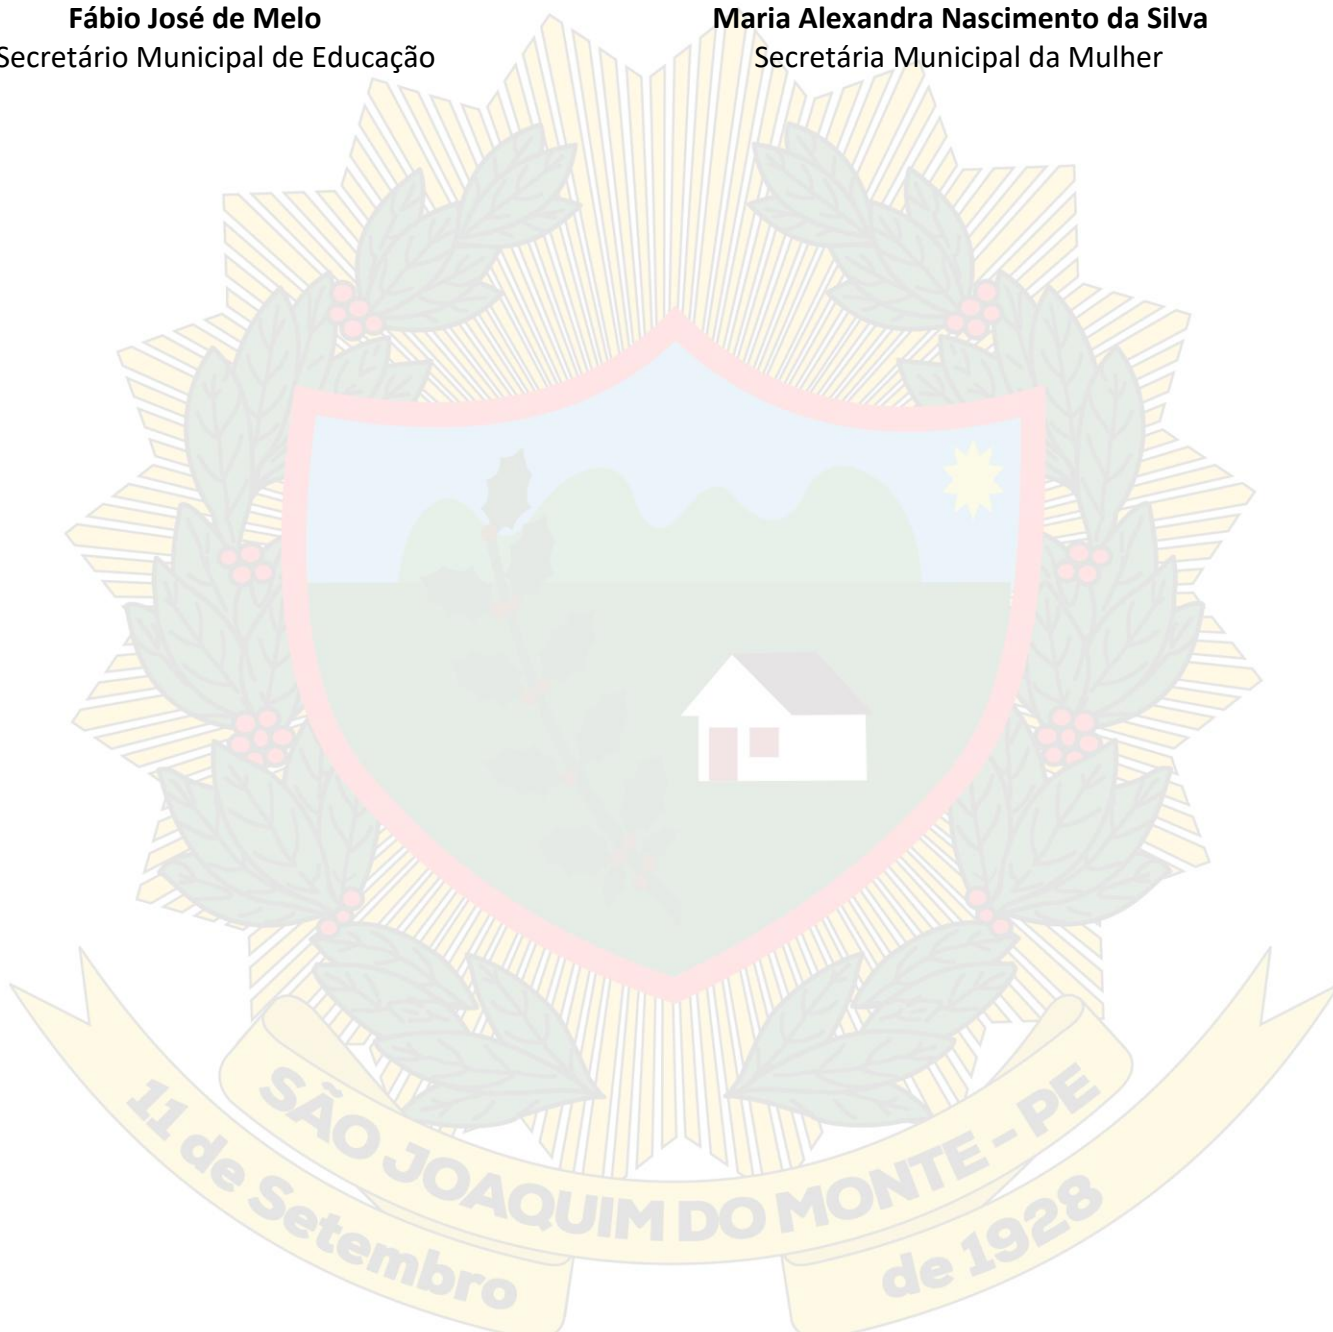 Fábio José de Melo
Secretário Municipal de Educação
Maria Alexandra Nascimento da Silva
Secretária Municipal da Mulher
SÃO JOAQUIM DO MONTE - PE
11 de Setembro
de 1928